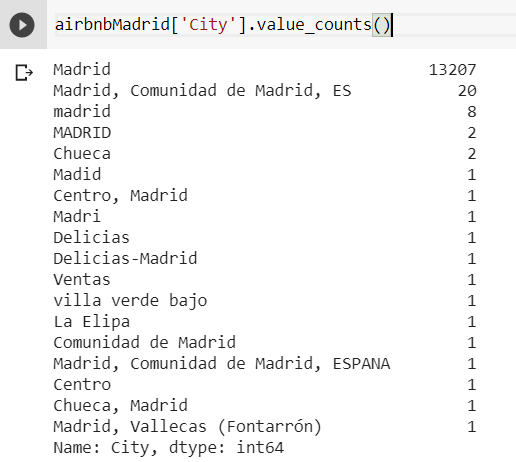 airbnbMadrid['City'].value_counts()
Madrid 13207
Madrid, Comunidad de Madrid, ES 20
madrid 8
MADRID 2
Chueca 2
Madid 1
Centro, Madrid 1
Madri 1
Delicias 1
Delicias-Madrid 1
Ventas 1
villa verde bajo 1
La Elipa 1
Comunidad de Madrid 1
Madrid, Comunidad de Madrid, ESPANA 1
Centro 1
Chueca, Madrid 1
Madrid, Vallecas (Fontarrón) 1
Name: City, dtype: int64